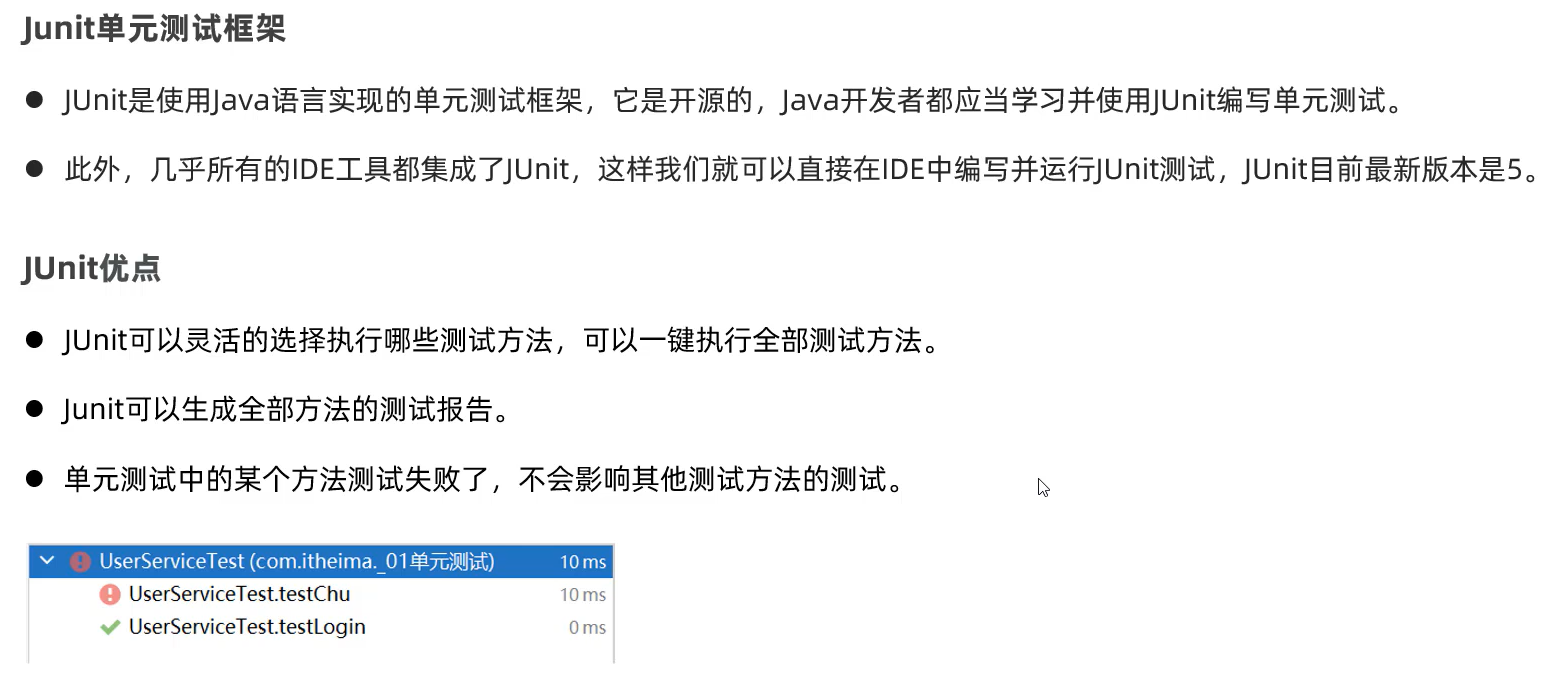 Junit单元测试框架
● JUnit是使用Java语言实现的单元测试框架，它是开源的，Java开发者都应当学习并使用JUnit编写单元测试。
● 此外，几乎所有的IDE工具都集成了JUnit，这样我们就可以直接在IDE中编写并运行JUnit测试，JUnit目前最新版本是5。
JUnit优点
● JUnit可以灵活的选择执行哪些测试方法，可以一键执行全部测试方法。
● Junit可以生成全部方法的测试报告。
● 单元测试中的某个方法测试失败了，不会影响其他测试方法的测试。
UserServiceTest (com.itheima._01单元测试) 10 ms
UserServiceTest.testChu 10 ms
UserServiceTest.testLogin 0 ms